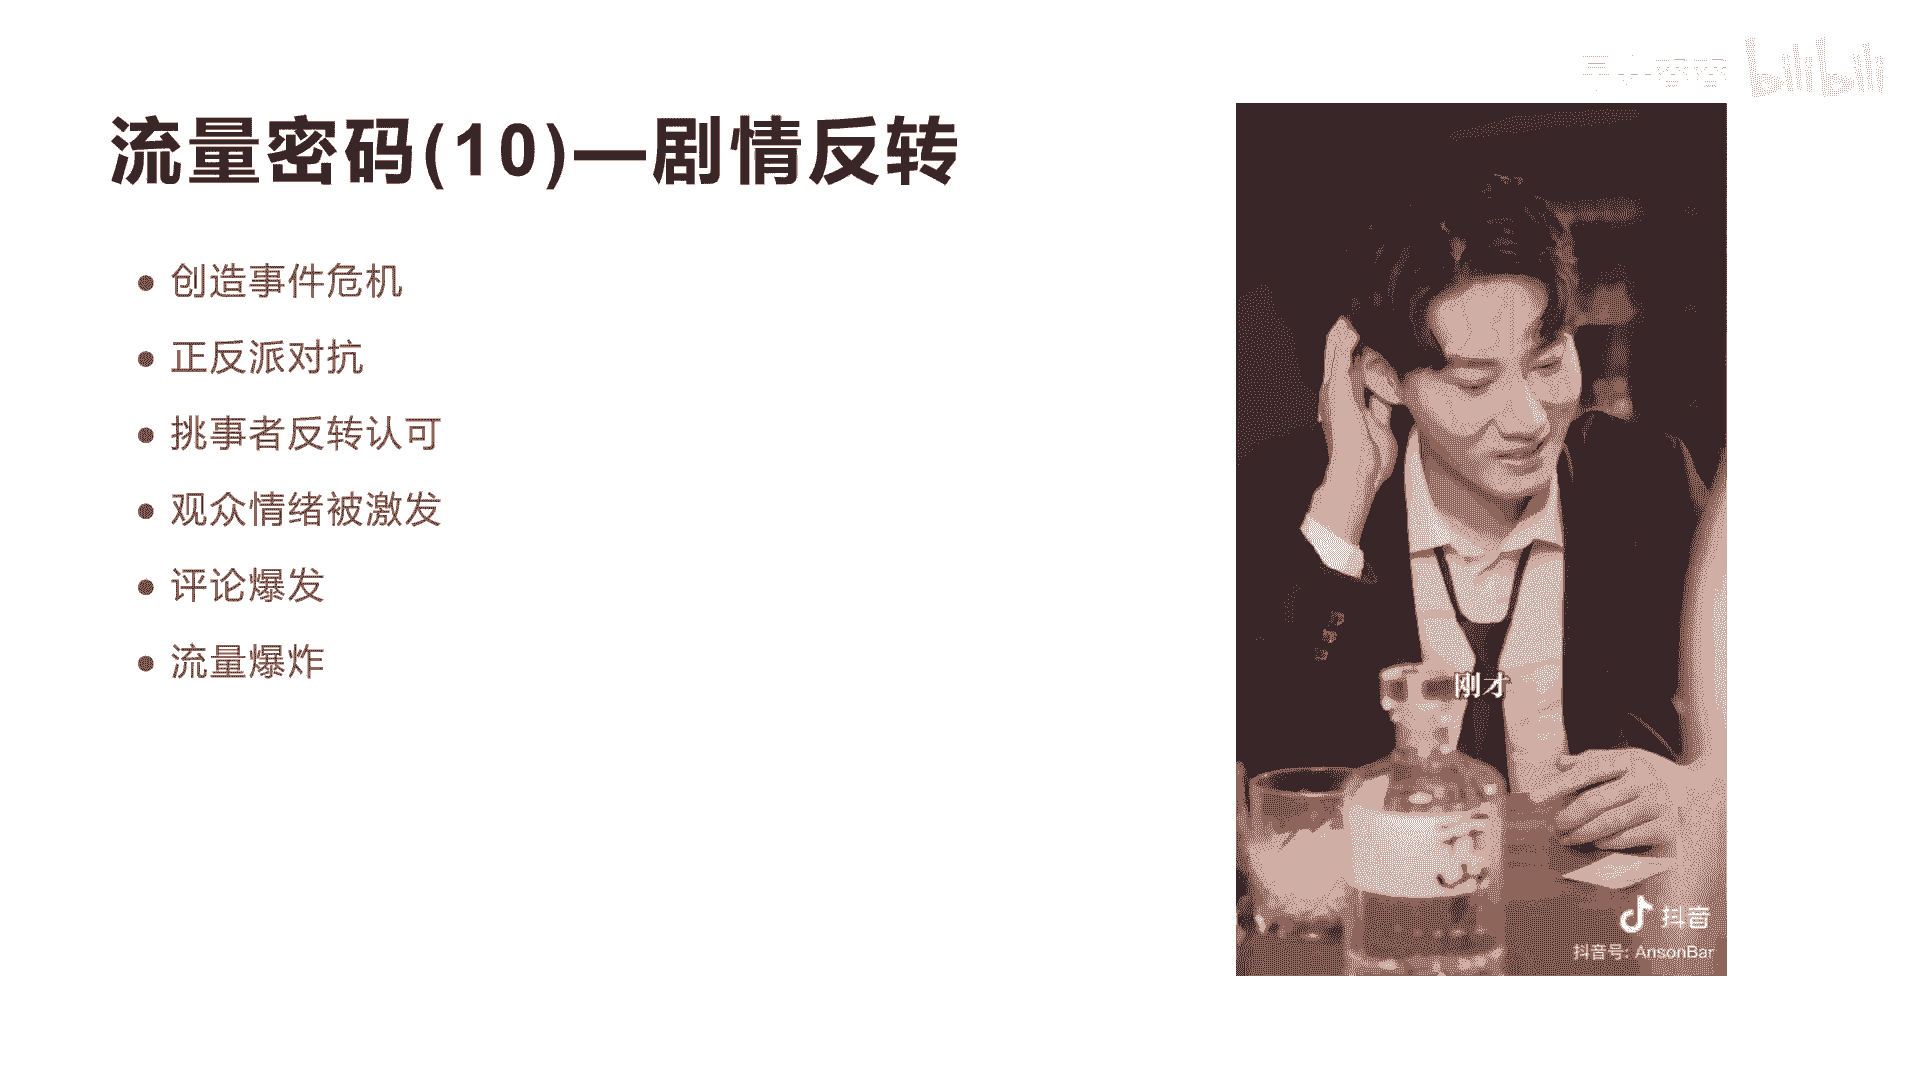 bilibili
流量密码(10)—剧情反转
创造事件危机
正反派对抗
挑事者反转认可
观众情绪被激发
评论爆发
流量爆炸
刚才
抖音
抖音号: AnsonBar